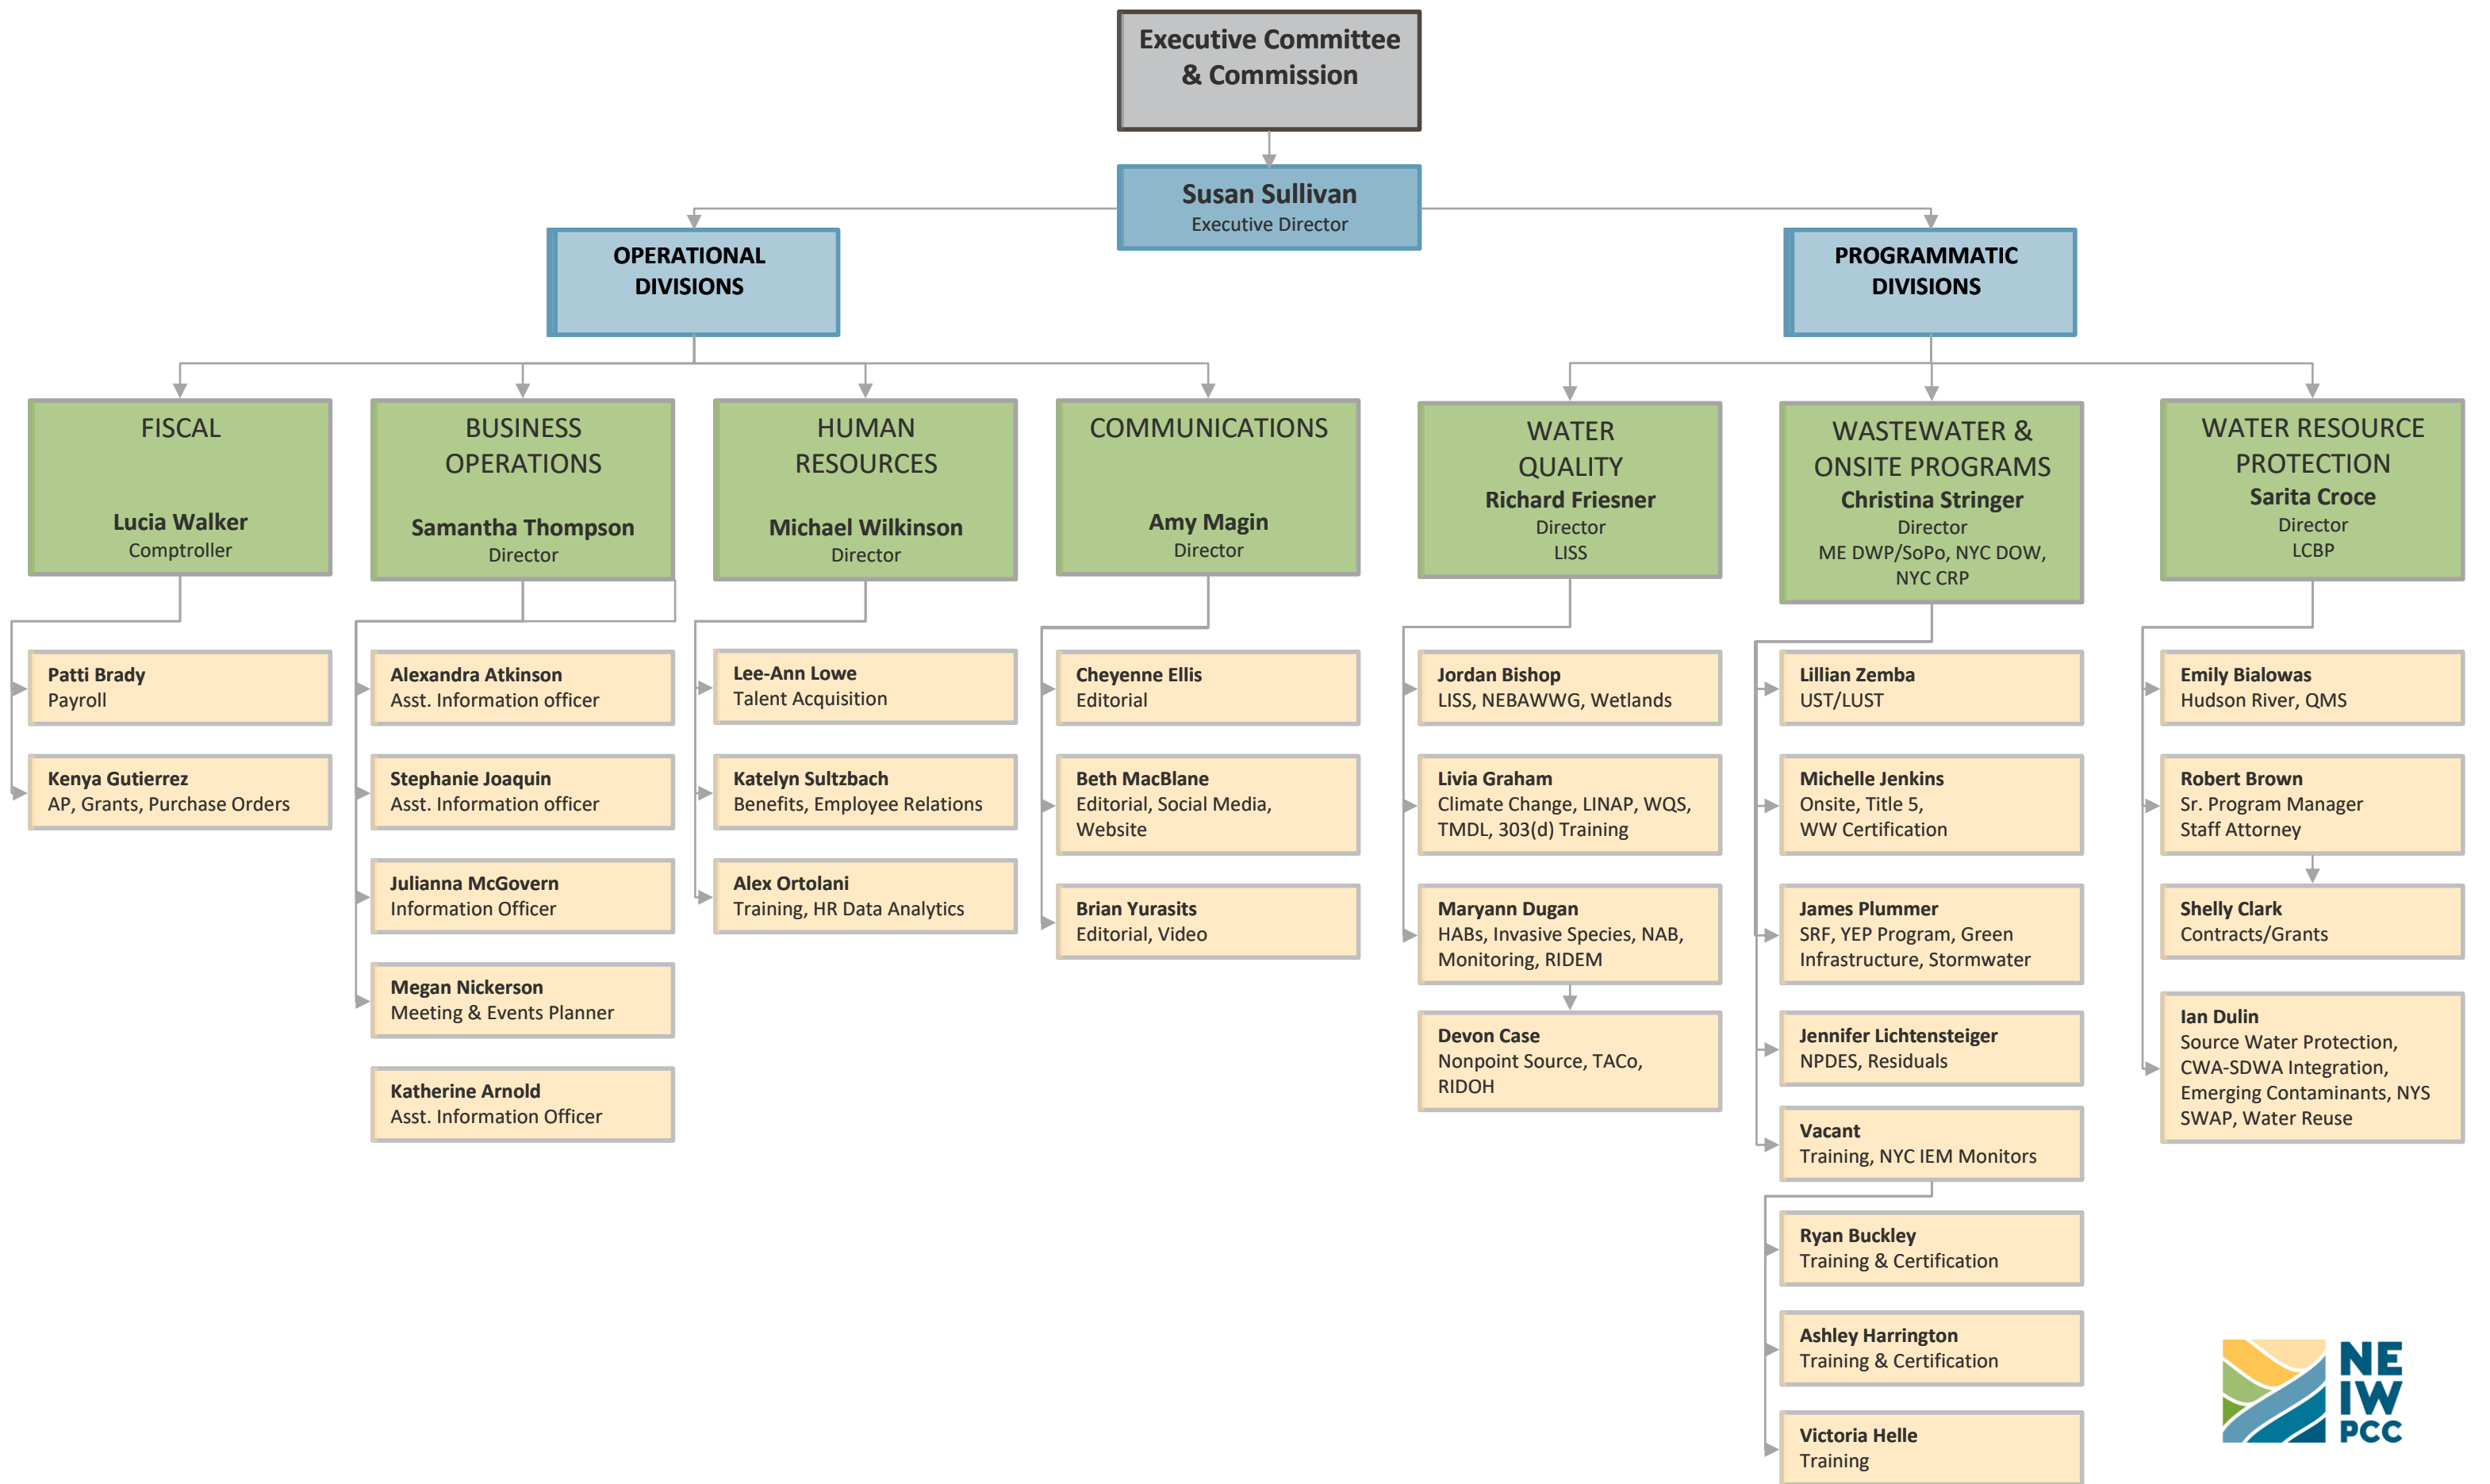 Executive Committee
& Commission
Susan Sullivan
Executive Director
OPERATIONAL
DIVISIONS
PROGRAMMATIC
DIVISIONS
FISCAL
Lucia Walker
Comptroller
BUSINESS
OPERATIONS
Samantha Thompson
Director
HUMAN
RESOURCES
Michael Wilkinson
Director
COMMUNICATIONS
Amy Magin
Director
WATER
QUALITY
Richard Friesner
Director
LISS
WASTEWATER &
ONSITE PROGRAMS
Christina Stringer
Director
ME DWP/SoPo, NYC DOW,
NYC CRP
WATER RESOURCE
PROTECTION
Sarita Croce
Director
LCBP
Patti Brady
Payroll
Kenya Gutierrez
AP, Grants, Purchase Orders
Alexandra Atkinson
Asst. Information officer
Stephanie Joaquin
Asst. Information officer
Julianna McGovern
Information Officer
Megan Nickerson
Meeting & Events Planner
Katherine Arnold
Asst. Information Officer
Lee-Ann Lowe
Talent Acquisition
Katelyn Sultzbach
Benefits, Employee Relations
Alex Ortolani
Training, HR Data Analytics
Cheyenne Ellis
Editorial
Beth MacBlane
Editorial, Social Media,
Website
Brian Yurasits
Editorial, Video
Jordan Bishop
LISS, NEBAWWG, Wetlands
Livia Graham
Climate Change, LINAP, WQS,
TMDL, 303(d) Training
Maryann Dugan
HABs, Invasive Species, NAB,
Monitoring, RIDEM
Devon Case
Nonpoint Source, TACo,
RIDOH
Lillian Zemba
UST/LUST
Michelle Jenkins
Onsite, Title 5,
WW Certification
James Plummer
SRF, YEP Program, Green
Infrastructure, Stormwater
Jennifer Lichtensteiger
NPDES, Residuals
Vacant
Training, NYC IEM Monitors
Ryan Buckley
Training & Certification
Ashley Harrington
Training & Certification
Victoria Helle
Training
Emily Bialowas
Hudson River, QMS
Robert Brown
Sr. Program Manager
Staff Attorney
Shelly Clark
Contracts/Grants
Ian Dulin
Source Water Protection,
CWA-SDWA Integration,
Emerging Contaminants, NYS
SWAP, Water Reuse
NE
IW
PCC